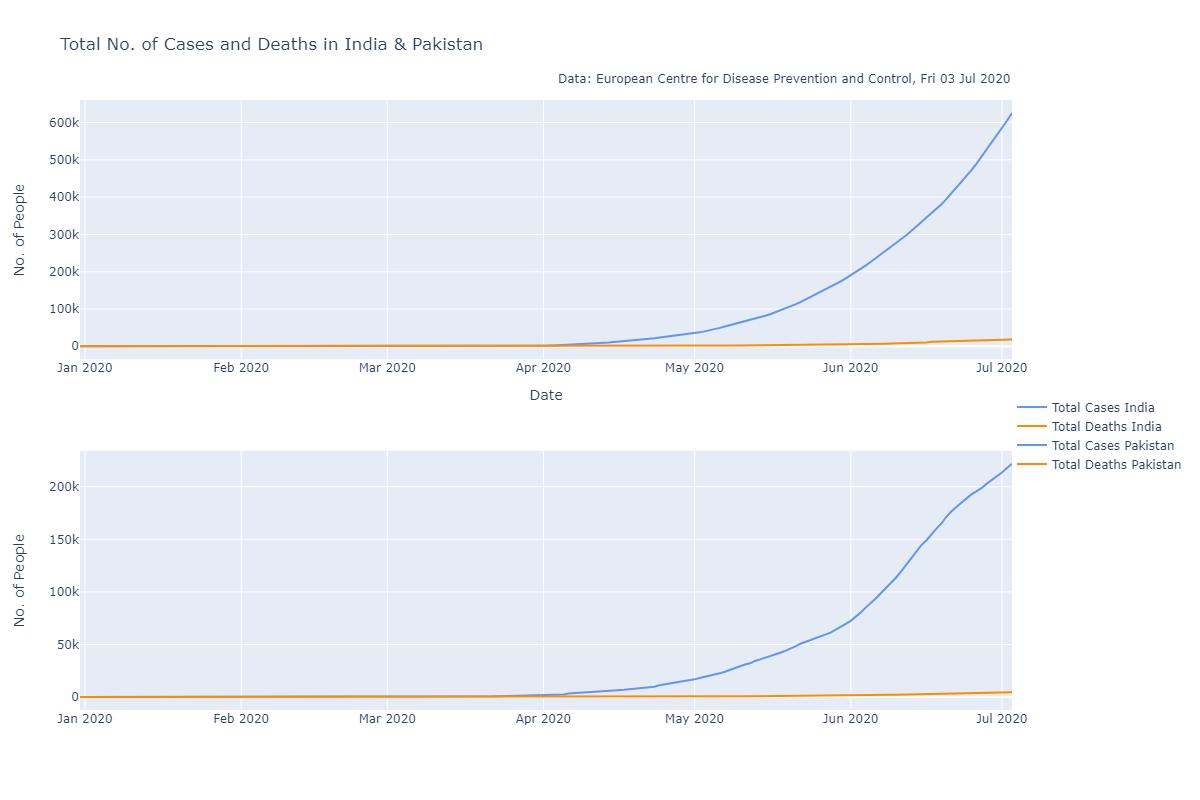 Total No. of Cases and Deaths in India & Pakistan
Data: European Centre for Disease Prevention and Control, Fri 03 Jul 2020
No. of People
600k
500k
400k
300k
200k
100k
0
Jan 2020 Feb 2020 Mar 2020 Apr 2020 May 2020 Jun 2020 Jul 2020
Date
Total Cases India
Total Deaths India
Total Cases Pakistan
Total Deaths Pakistan
No. of People
200k
150k
100k
50k
0
Jan 2020 Feb 2020 Mar 2020 Apr 2020 May 2020 Jun 2020 Jul 2020